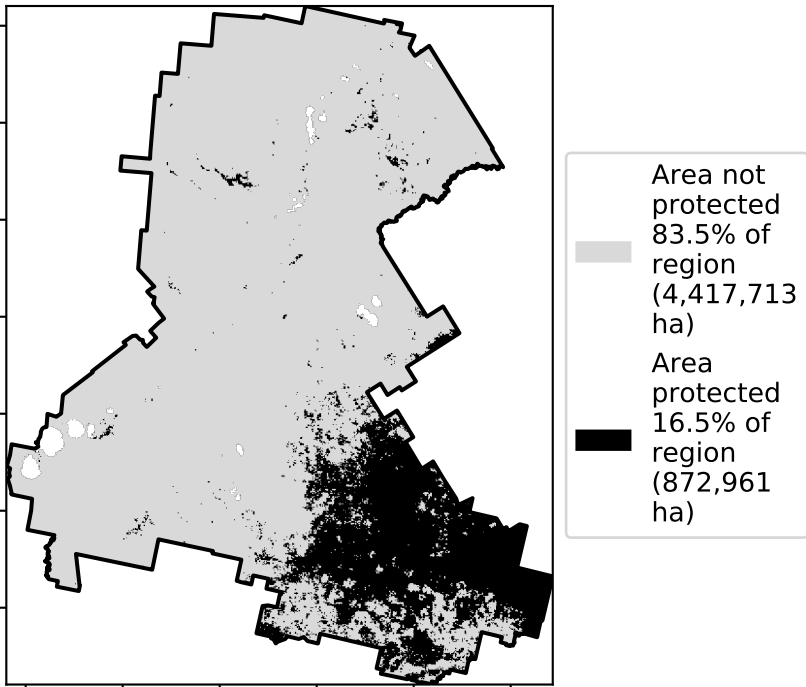 Area not
protected
83.5% of
region
(4,417,713
ha)
Area
protected
16.5% of
region
(872,961
ha)